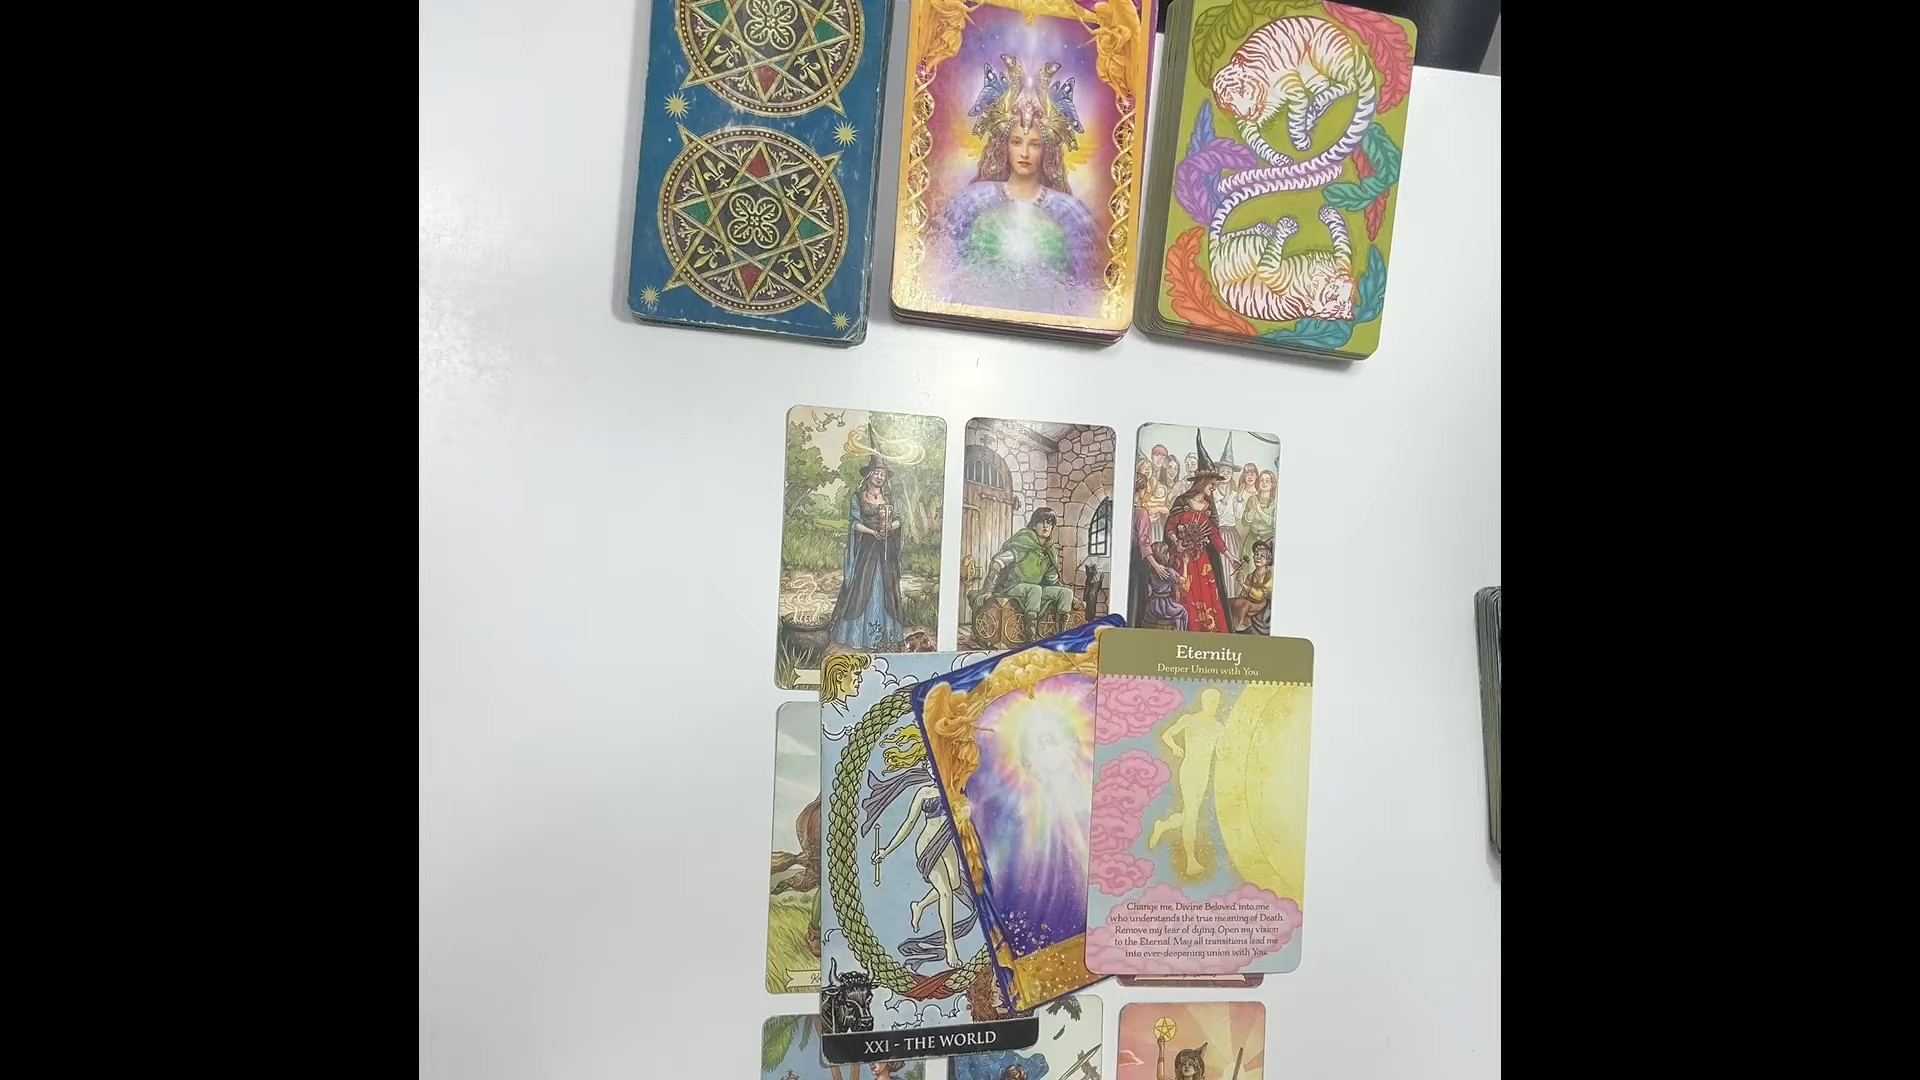 Eternity
Deeper Union with You
Change me, Divine Beloved, into one
who understands the true meaning of Death.
Remove my fear of dying. Open my vision
to the Eternal. May all transitions lead me
into ever-deepening union with You.
XXI - THE WORLD